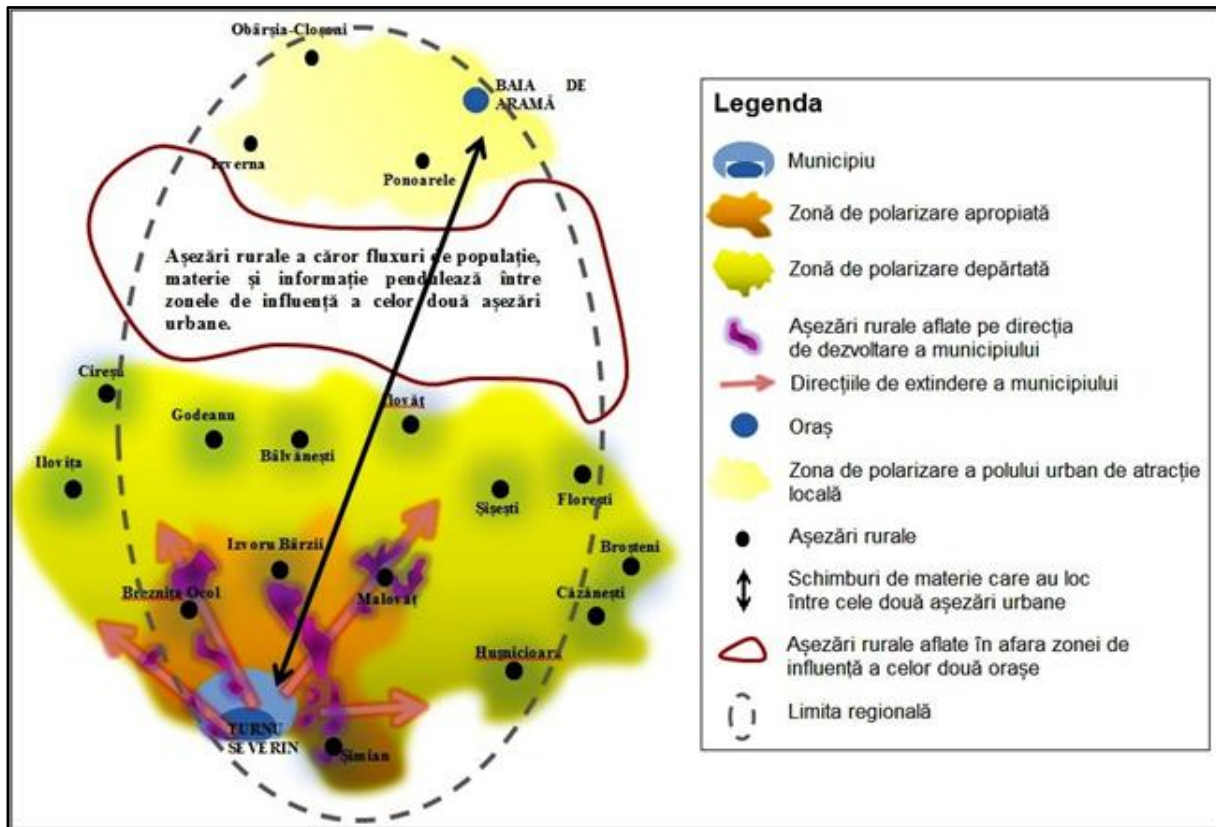 Obârșia-Cloșani
BAIA DE
ARAMĂ
Izverna
Ponoarele
Așezări rurale a căror fluxuri de populație,
materie și informație pendulează între
zonele de influență a celor două așezări
urbane.
Cireșu
Godeanu
Bâlvănești
Ilovăț
Ilovița
Șișești
Florești
Izvoru Bârzii
Broșteni
Breznița Ocol
Malovăț
Căzănești
Hușnicioara
TURNU
SEVERIN
Șimian
Legenda
Municipiu
Zonă de polarizare apropiată
Zonă de polarizare depărtată
Așezări rurale aflate pe direcția
de dezvoltare a municipiului
Direcțiile de extindere a municipiului
Oraș
Zona de polarizare a polului urban de atracție
locală
Așezări rurale
Schimburi de materie care au loc
între cele două așezări urbane
Așezări rurale aflate în afara zonei de
influență a celor două orașe
Limita regională